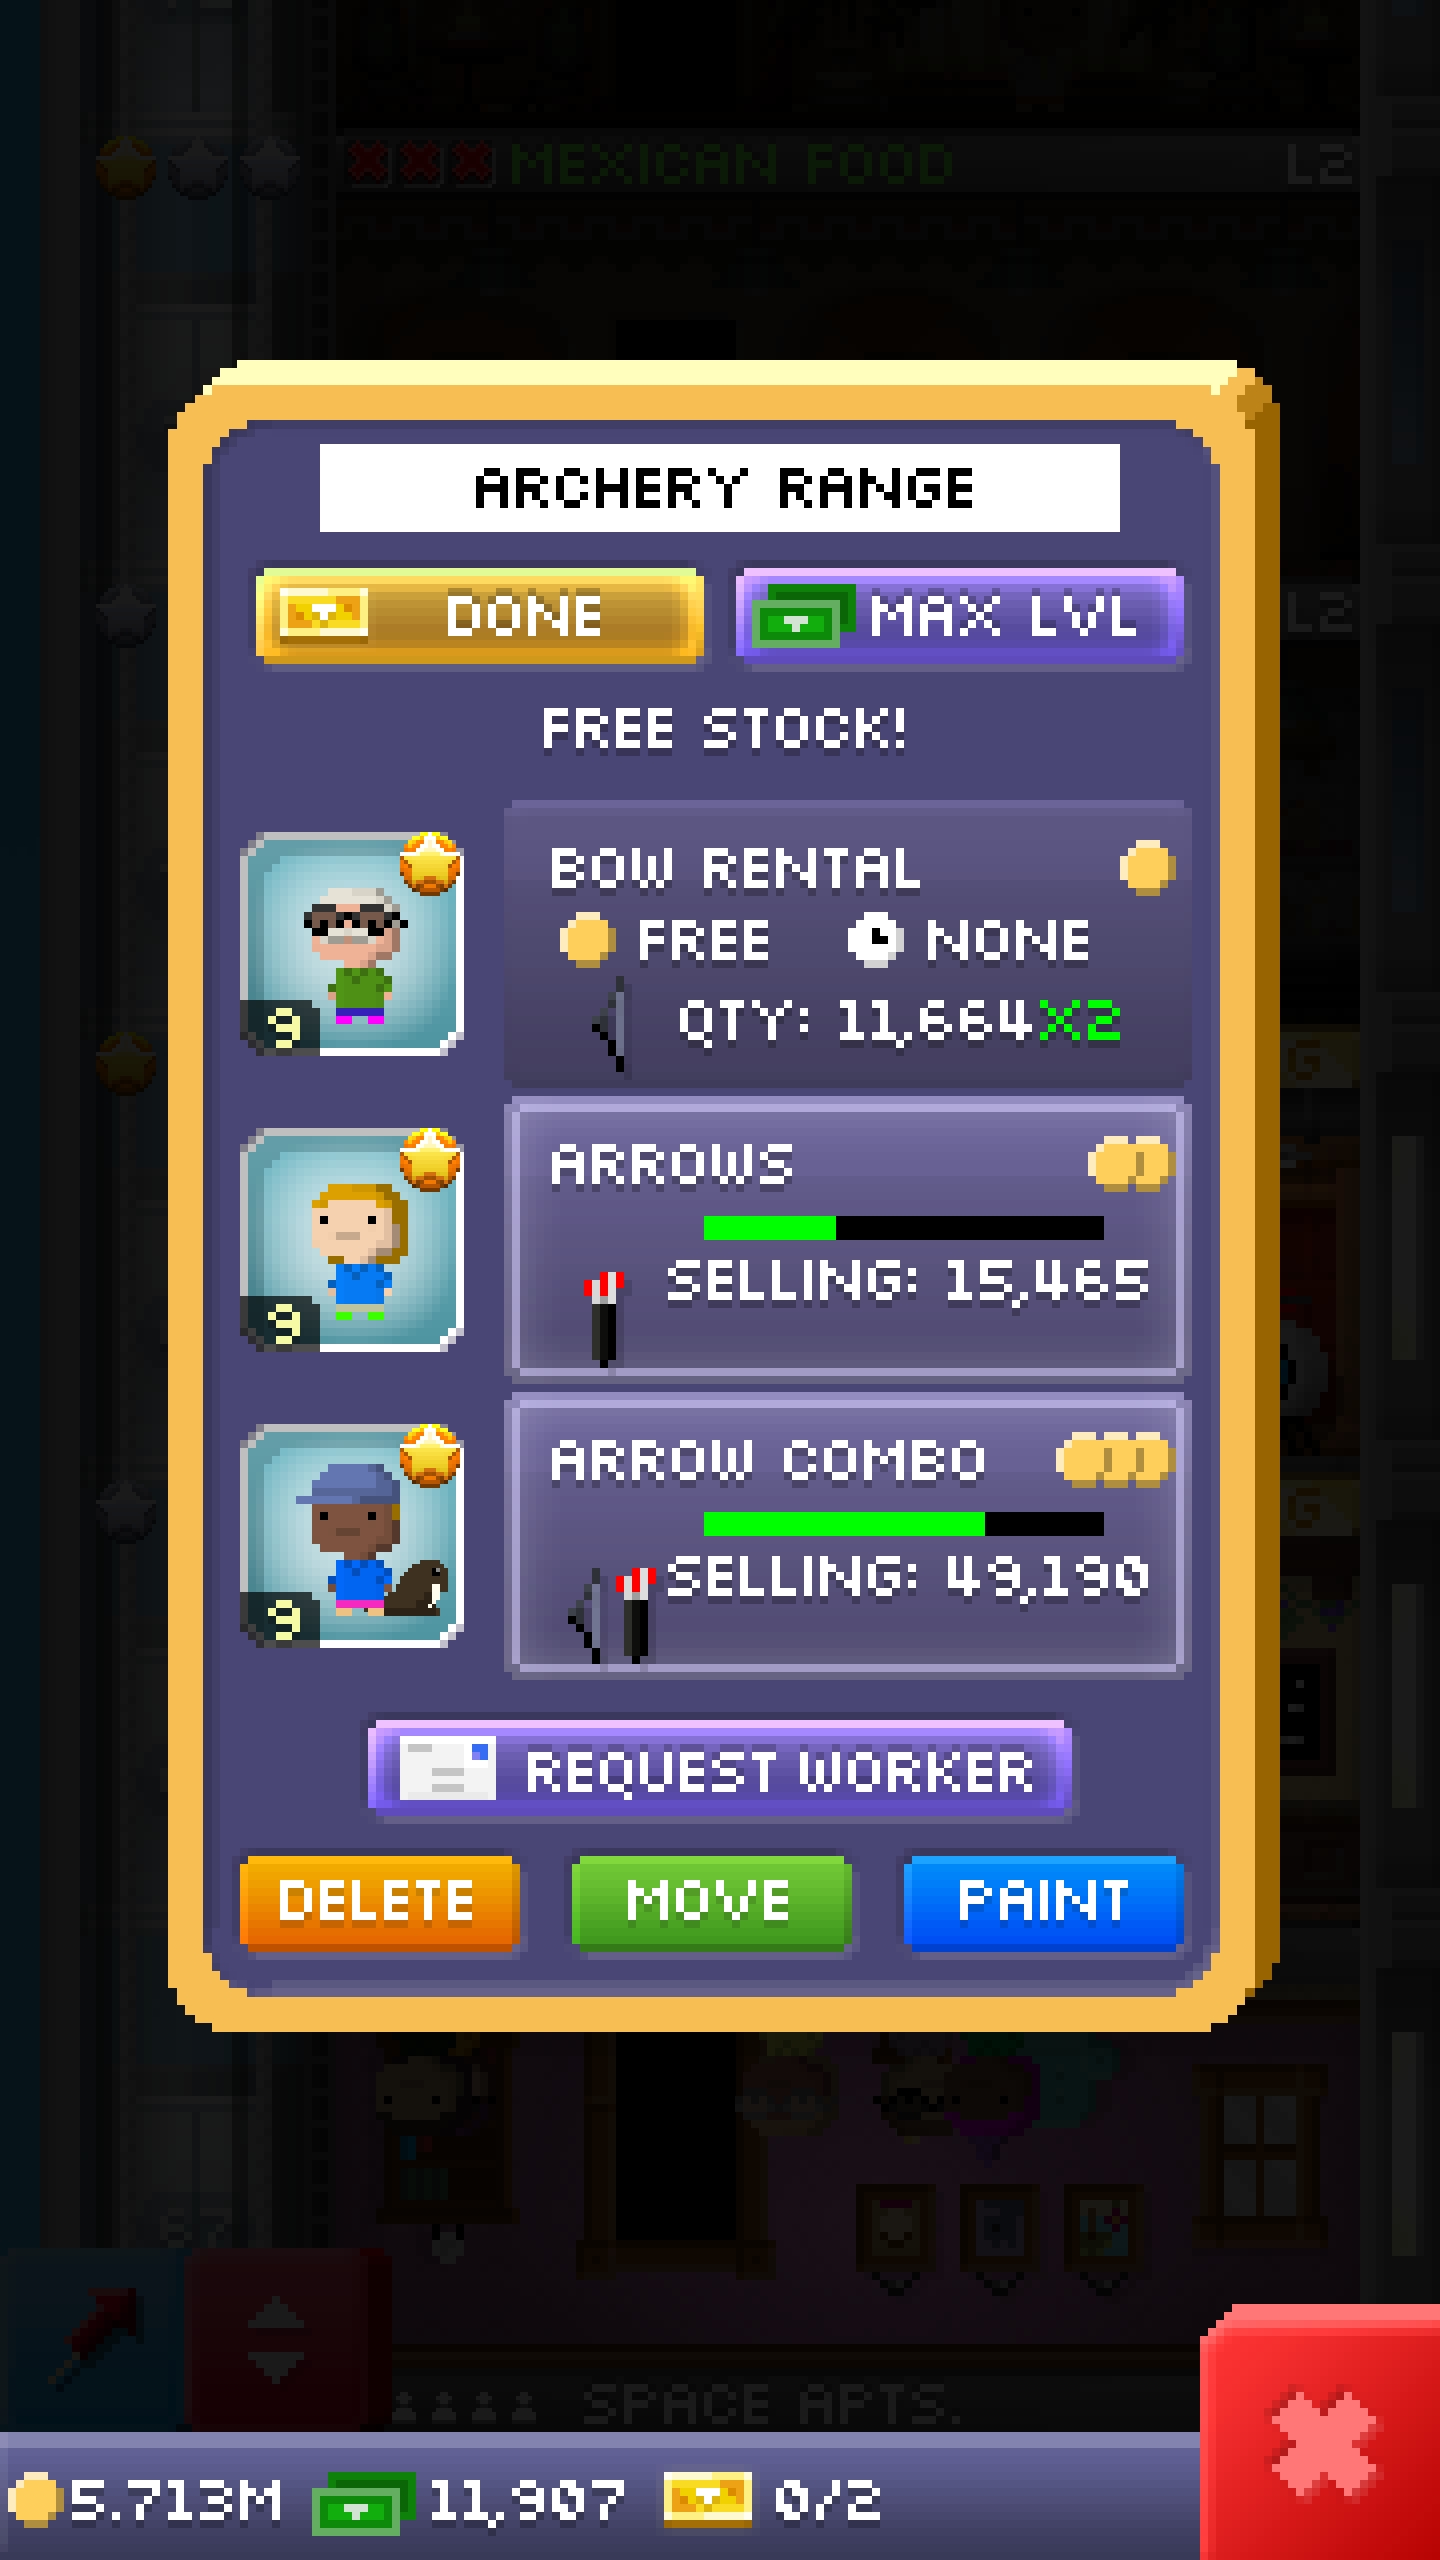 MEXICAN FOOD L2
L2
ARCHERY RANGE
DONE MAX LVL
FREE STOCK!
BOW RENTAL
FREE NONE
QTY: 11,664X2
9
G
ARROWS
SELLING: 15,465
9
ARROW COMBO
G
SELLING: 49,190
9
REQUEST WORKER
DELETE MOVE PAINT
67
SPACE APTS.
5.713M 11,907 0/2